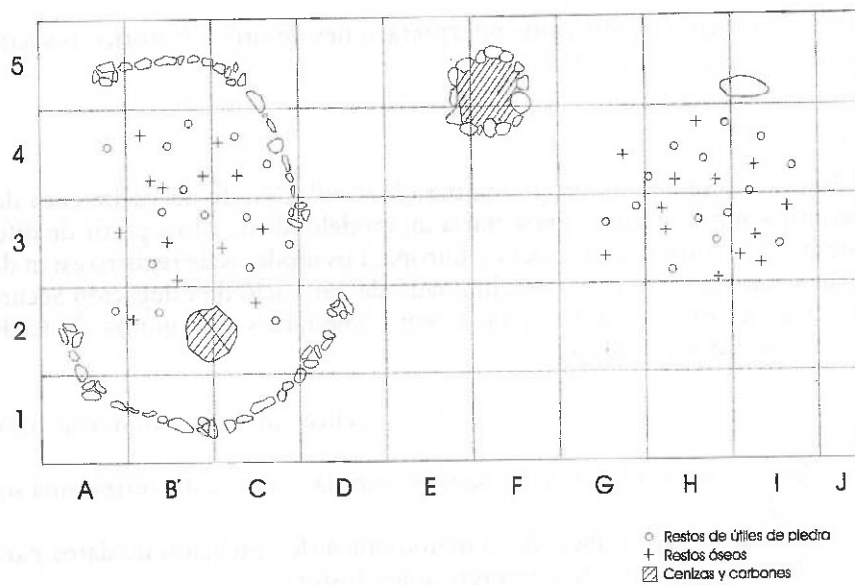 5
4
3
2
1
A B' C D E F G H I J
○ Restos de útiles de piedra
+ Restos óseos
Cenizas y carbones